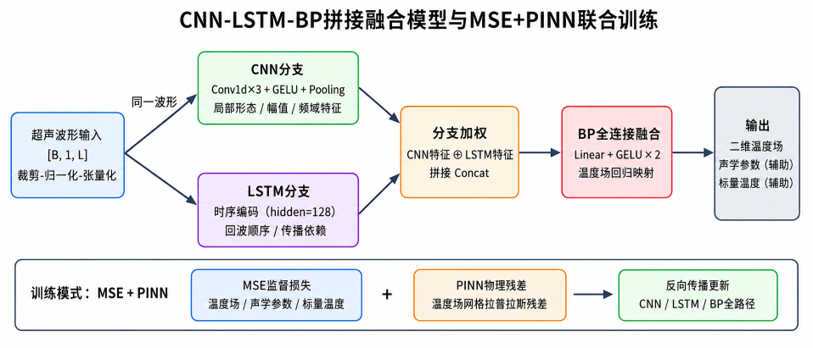 CNN-LSTM-BP拼接融合模型与MSE+PINN联合训练
同一波形
超声波形输入
[B, 1, L]
裁剪-归一化-张量化
CNN分支
Conv1d×3 + GELU + Pooling
局部形态 / 幅值 / 频域特征
LSTM分支
时序编码（hidden=128）
回波顺序 / 传播依赖
分支加权
CNN特征 ⊕ LSTM特征
拼接 Concat
BP全连接融合
Linear + GELU × 2
温度场回归映射
输出
二维温度场
声学参数（辅助）
标量温度（辅助）
训练模式：MSE + PINN
MSE监督损失
温度场 / 声学参数 / 标量温度
+
PINN物理残差
温度场网格拉普拉斯残差
反向传播更新
CNN / LSTM / BP全路径